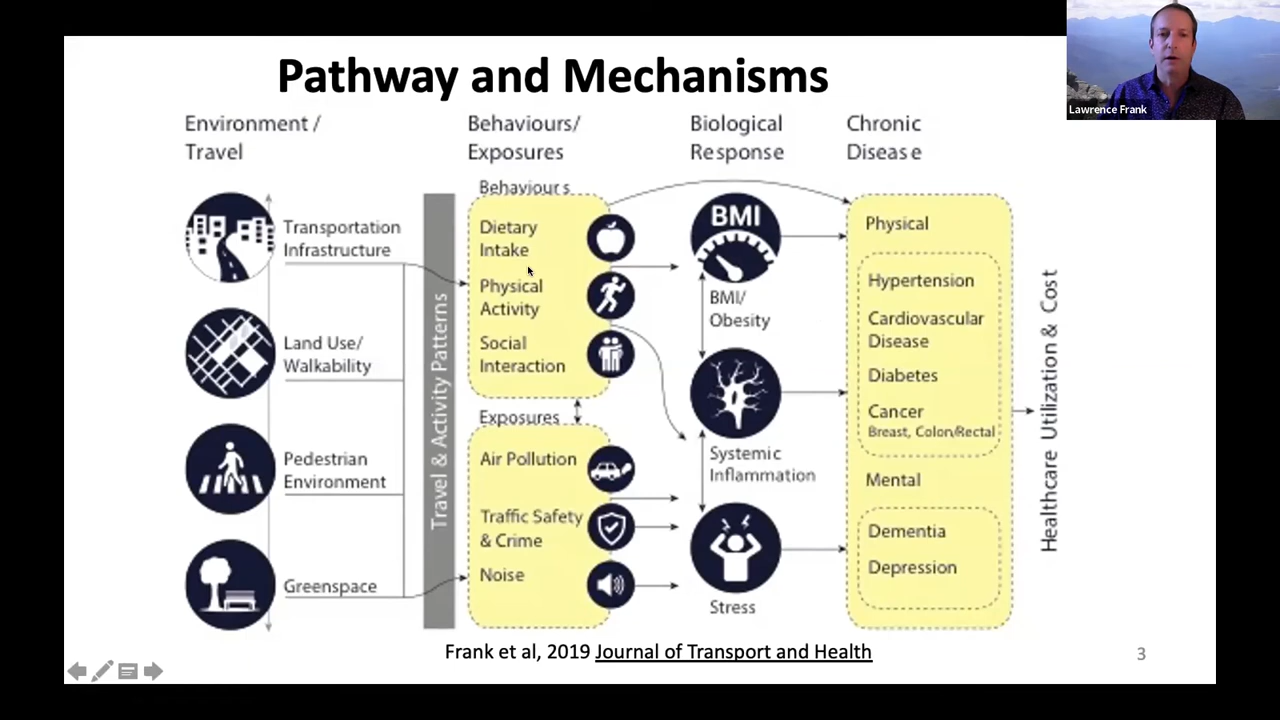 Pathway and Mechanisms
Lawrence Frank
Environment /
Travel
Behaviours/
Exposures
Biological
Response
Chronic
Disease
Transportation
Infrastructure
Land Use/
Walkability
Pedestrian
Environment
Greenspace
Travel & Activity Patterns
Behaviours
Dietary
Intake
Physical
Activity
Social
Interaction
Exposures
Air Pollution
Traffic Safety
& Crime
Noise
BMI
BMI/
Obesity
Systemic
Inflammation
Stress
Physical
Hypertension
Cardiovascular
Disease
Diabetes
Cancer
Breast, Colon/Rectal
Mental
Dementia
Depression
Healthcare Utilization & Cost
Frank et al, 2019 Journal of Transport and Health
3